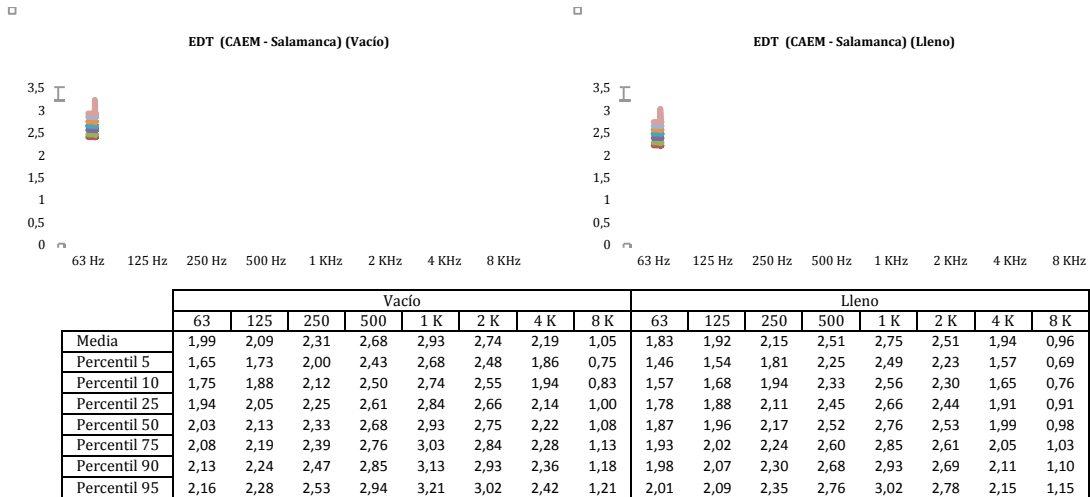 EDT (CAEM - Salamanca) (Vacío)
3,5
3
2,5
2
1,5
1
0,5
0
63 Hz 125 Hz 250 Hz 500 Hz 1 KHz 2 KHz 4 KHz 8 KHz
EDT (CAEM - Salamanca) (Lleno)
3,5
3
2,5
2
1,5
1
0,5
0
63 Hz 125 Hz 250 Hz 500 Hz 1 KHz 2 KHz 4 KHz 8 KHz
Vacío Lleno
63 125 250 500 1 K 2 K 4 K 8 K 63 125 250 500 1 K 2 K 4 K 8 K
Media 1,99 2,09 2,31 2,68 2,93 2,74 2,19 1,05 1,83 1,92 2,15 2,51 2,75 2,51 1,94 0,96
Percentil 5 1,65 1,73 2,00 2,43 2,68 2,48 1,86 0,75 1,46 1,54 1,81 2,25 2,49 2,23 1,57 0,69
Percentil 10 1,75 1,88 2,12 2,50 2,74 2,55 1,94 0,83 1,57 1,68 1,94 2,33 2,56 2,30 1,65 0,76
Percentil 25 1,94 2,05 2,25 2,61 2,84 2,66 2,14 1,00 1,78 1,88 2,11 2,45 2,66 2,44 1,91 0,91
Percentil 50 2,03 2,13 2,33 2,68 2,93 2,75 2,22 1,08 1,87 1,96 2,17 2,52 2,76 2,53 1,99 0,98
Percentil 75 2,08 2,19 2,39 2,76 3,03 2,84 2,28 1,13 1,93 2,02 2,24 2,60 2,85 2,61 2,05 1,03
Percentil 90 2,13 2,24 2,47 2,85 3,13 2,93 2,36 1,18 1,98 2,07 2,30 2,68 2,93 2,69 2,11 1,10
Percentil 95 2,16 2,28 2,53 2,94 3,21 3,02 2,42 1,21 2,01 2,09 2,35 2,76 3,02 2,78 2,15 1,15